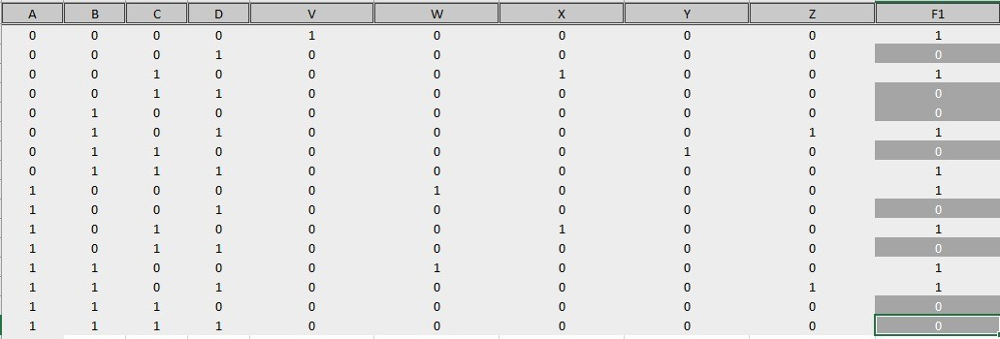 A B C D V W X Y Z F1
0 0 0 0 1 0 0 0 0 1
0 0 0 1 0 0 0 0 0 0
0 0 1 0 0 0 1 0 0 1
0 0 1 1 0 0 0 0 0 0
0 1 0 0 0 0 0 0 0 0
0 1 0 1 0 0 0 0 1 1
0 1 1 0 0 0 0 1 0 0
0 1 1 1 0 0 0 0 0 1
1 0 0 0 0 1 0 0 0 1
1 0 0 1 0 0 0 0 0 0
1 0 1 0 0 0 1 0 0 1
1 0 1 1 0 0 0 0 0 0
1 1 0 0 0 1 0 0 0 1
1 1 0 1 0 0 0 0 1 1
1 1 1 0 0 0 0 0 0 0
1 1 1 1 0 0 0 0 0 0